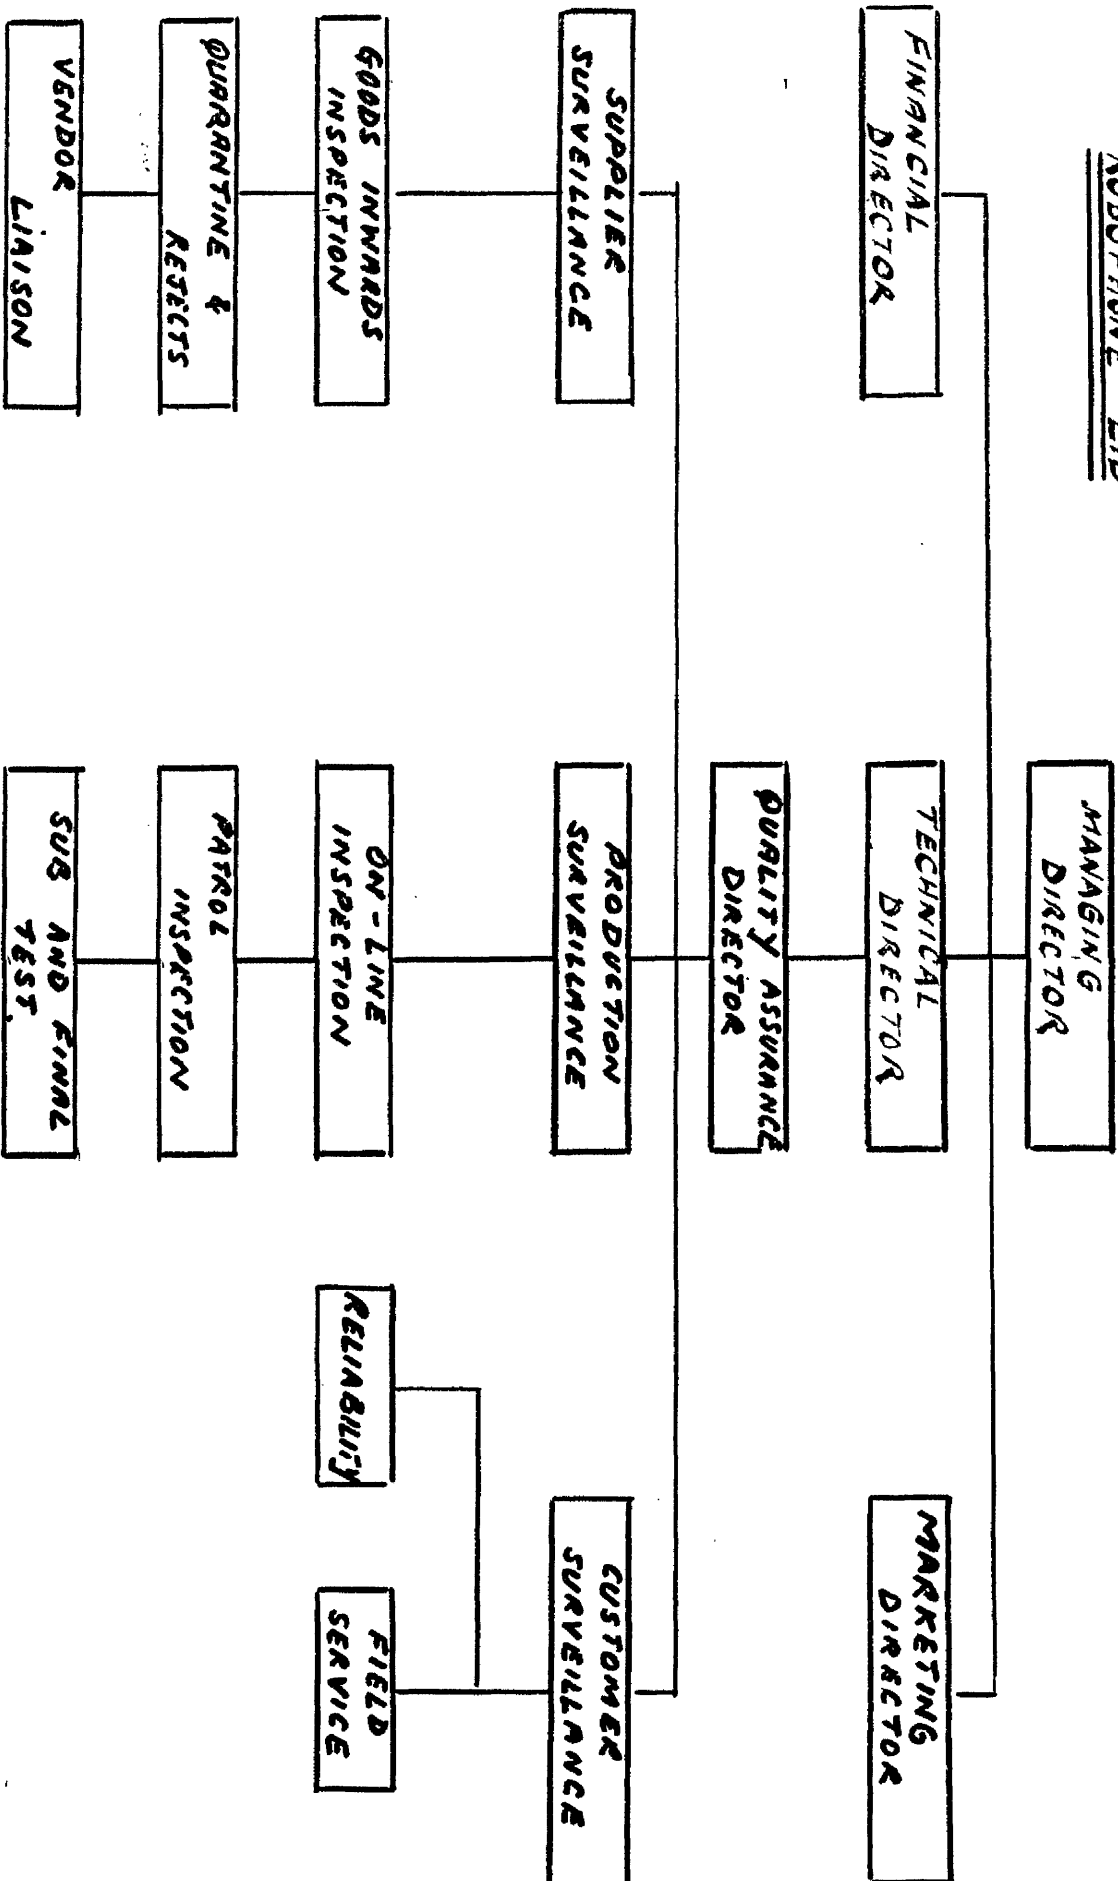 MANAGING
DIRECTOR
FINANCIAL
DIRECTOR
TECHNICAL
DIRECTOR
MARKETING
DIRECTOR
QUALITY ASSURANCE
DIRECTOR
SUPPLIER
SURVEILLANCE
PRODUCTION
SURVEILLANCE
CUSTOMER
SURVEILLANCE
GOODS INWARDS
INSPECTION
ON-LINE
INSPECTION
RELIABILITY
FIELD
SERVICE
QUARANTINE &
REJECTS
PATROL
INSPECTION
VENDOR
LIAISON
SUB AND FINAL
TEST.